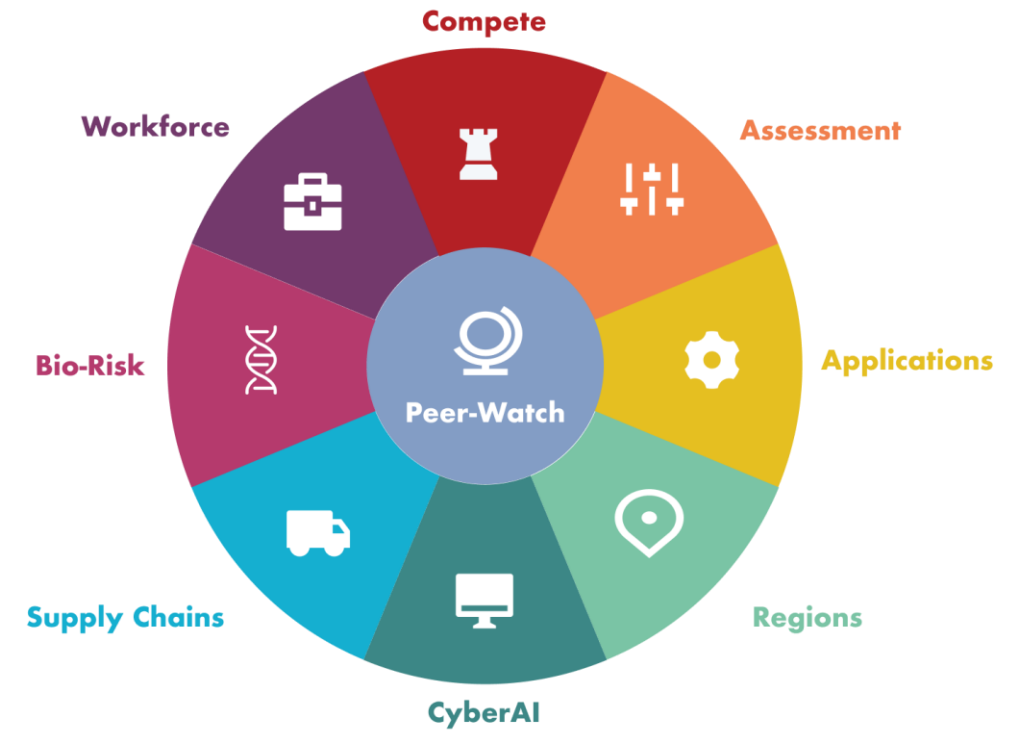 Compete
Workforce
Assessment
Bio-Risk
Applications
Peer-Watch
Supply Chains
Regions
CyberAI